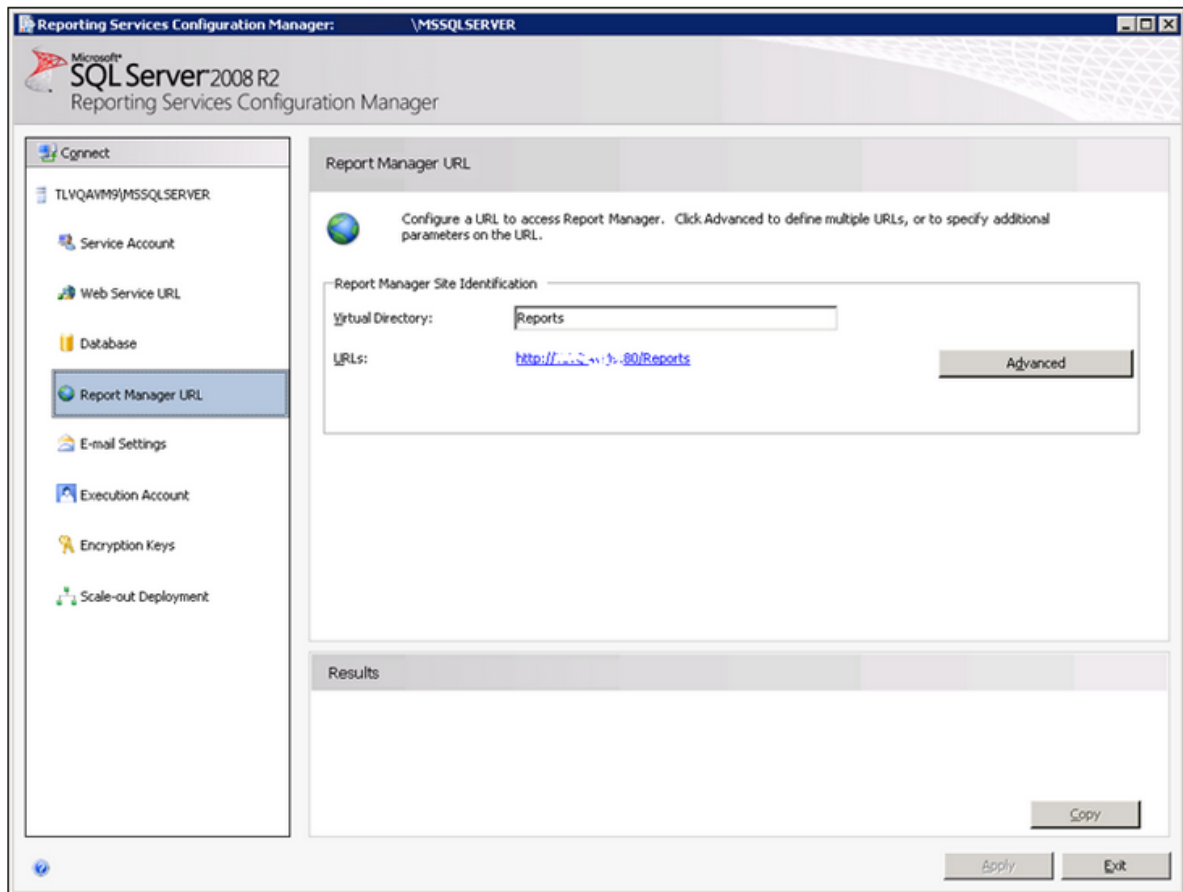 Reporting Services Configuration Manager: \MSSQLSERVER
Microsoft
SQL Server 2008 R2
Reporting Services Configuration Manager
Connect
TLVQAVM9\MSSQLSERVER
Service Account
Web Service URL
Database
Report Manager URL
E-mail Settings
Execution Account
Encryption Keys
Scale-out Deployment
Report Manager URL
Configure a URL to access Report Manager. Click Advanced to define multiple URLs, or to specify additional
parameters on the URL.
Report Manager Site Identification
Virtual Directory: Reports
URLs: http:// :80/Reports
Advanced
Results
Copy
Apply
Exit